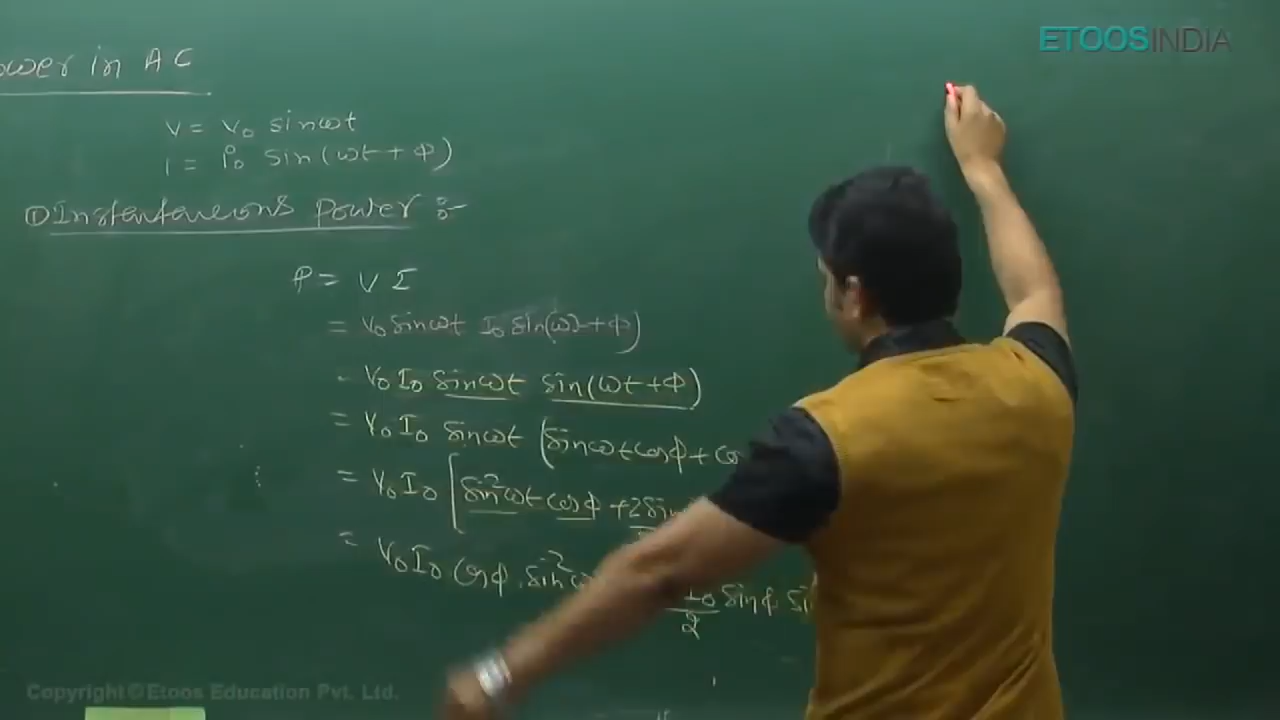 ower in AC
ETOOSINDIA
V = V₀ sinωt
I = I₀ sin(ωt + ϕ)
① Instantaneous Power :-
P = V I
= V₀ sinωt I₀ sin(ωt + ϕ)
- V₀ I₀ sinωt sin(ωt + ϕ)
= V₀ I₀ sinωt (sinωt cosϕ + co
= V₀ I₀ [sin²ωt cosϕ + 2sin
= V₀ I₀ cosϕ . sin²ω I₀/2 sinϕ . si
Copyright © Etoos Education Pvt. Ltd.